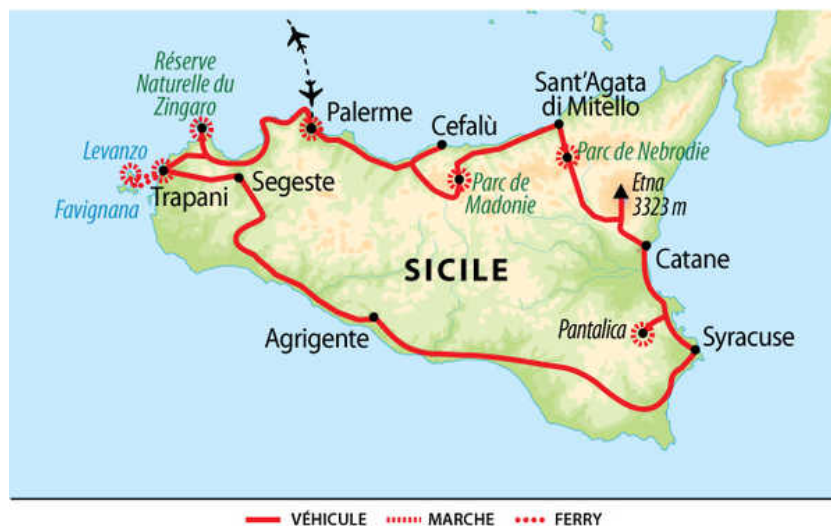 Réserve
Naturelle du
Zingaro
Palerme
Sant'Agata
di Mitello
Cefalù
Levanzo
Parc de Nebrodie
Trapani
Segeste
Parc de
Madonie
Etna
3323 m
Favignana
SICILE
Catane
Agrigente
Pantalica
Syracuse
VÉHICULE
MARCHE
FERRY